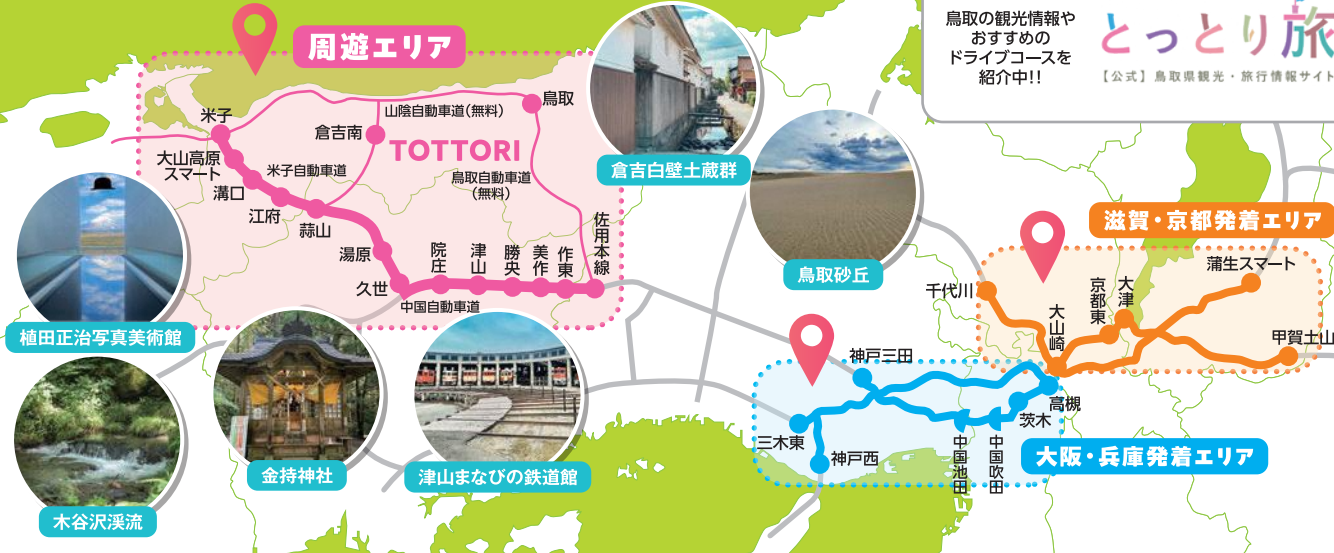 鳥取の観光情報や
おすすめの
ドライブコースを
紹介中!!
とっとり旅
【公式】鳥取県観光・旅行情報サイト
周遊エリア
米子
大山高原
スマート
溝口
江府
蒜山
湯原
久世
院庄
津山
勝央
美作
作東
佐用本線
倉吉南
鳥取
山陰自動車道(無料)
TOTTORI
米子自動車道
鳥取自動車道
(無料)
中国自動車道
倉吉白壁土蔵群
鳥取砂丘
植田正治写真美術館
金持神社
津山まなびの鉄道館
木谷沢渓流
滋賀・京都発着エリア
蒲生スマート
千代川
大山崎
京都東
大津
甲賀土山
神戸三田
三木東
神戸西
高槻
茨木
中国吹田
中国池田
大阪・兵庫発着エリア